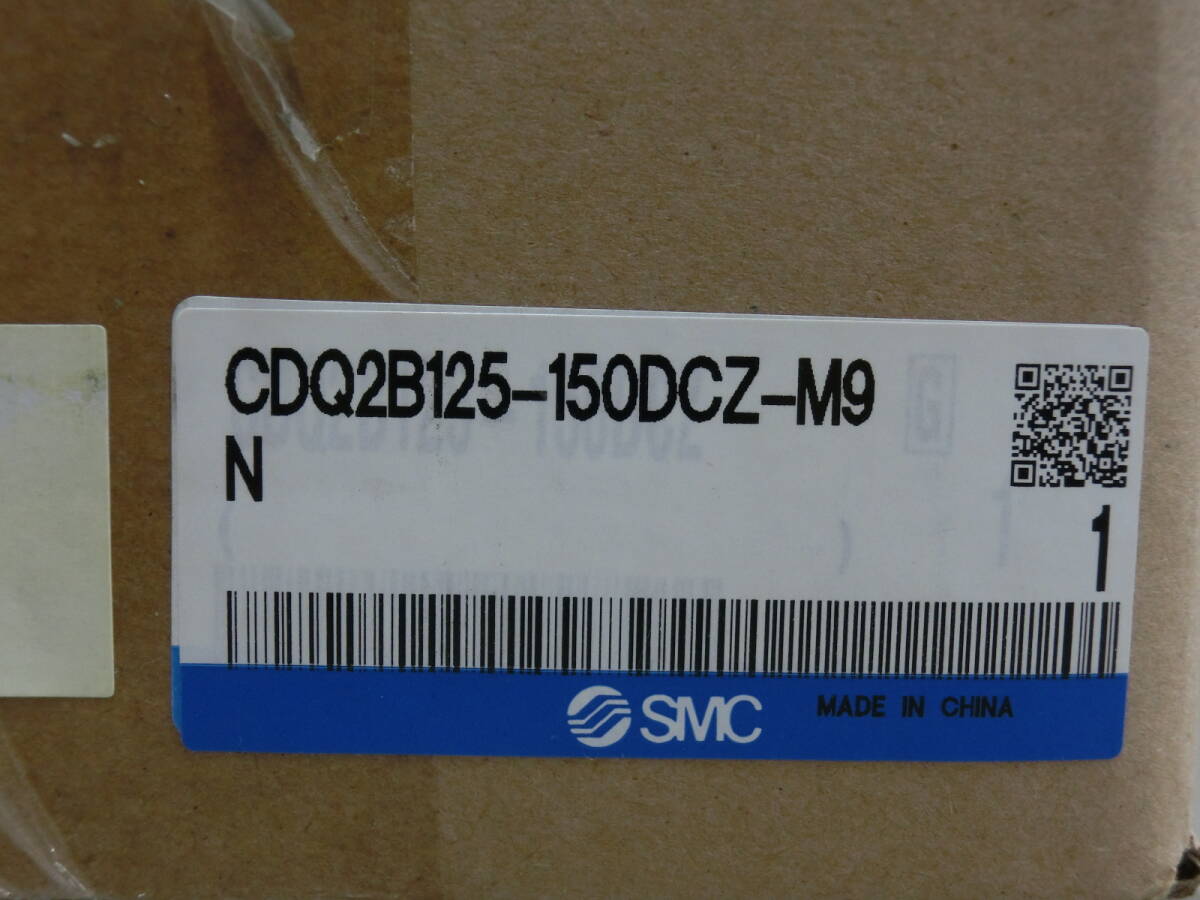 CDQ2B125-150DCZ-M9
N
1
SMC
MADE IN CHINA